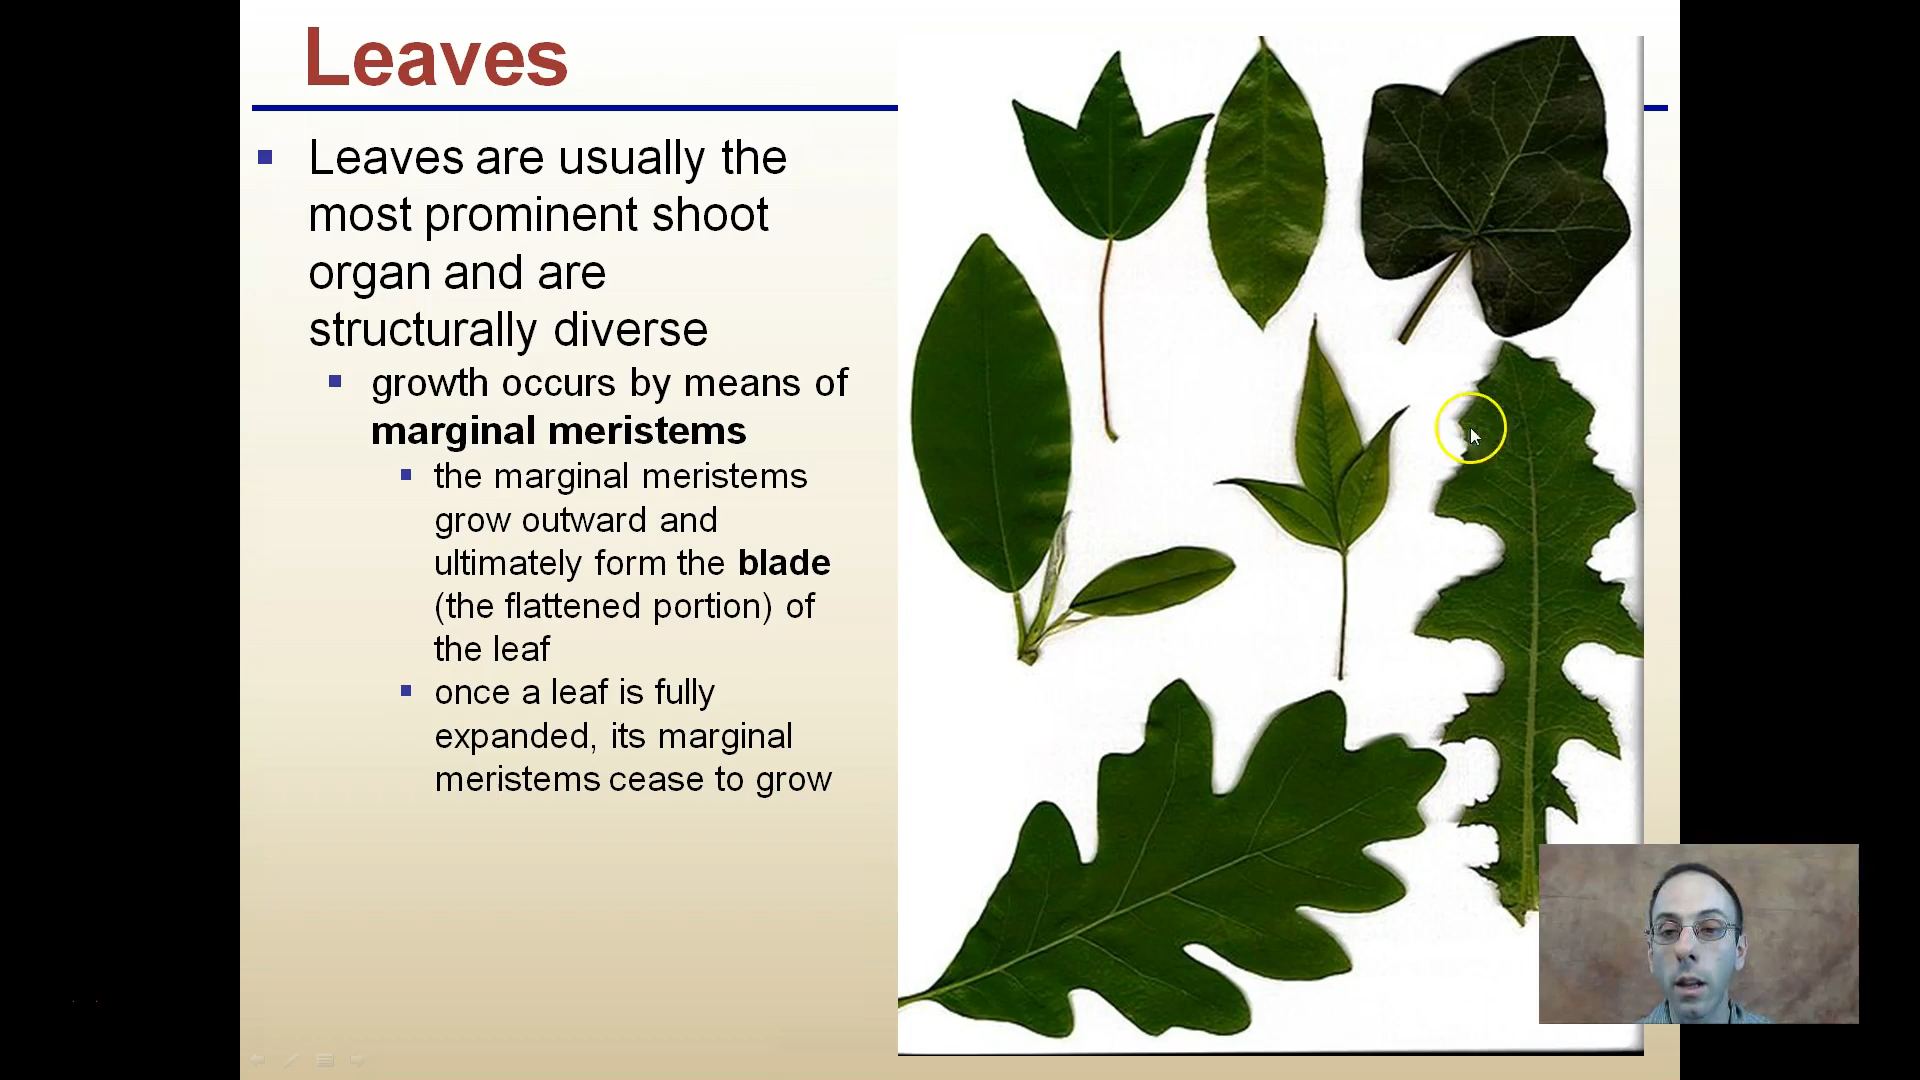 Leaves
Leaves are usually the
most prominent shoot
organ and are
structurally diverse
growth occurs by means of
marginal meristems
the marginal meristems
grow outward and
ultimately form the blade
(the flattened portion) of
the leaf
once a leaf is fully
expanded, its marginal
meristems cease to grow